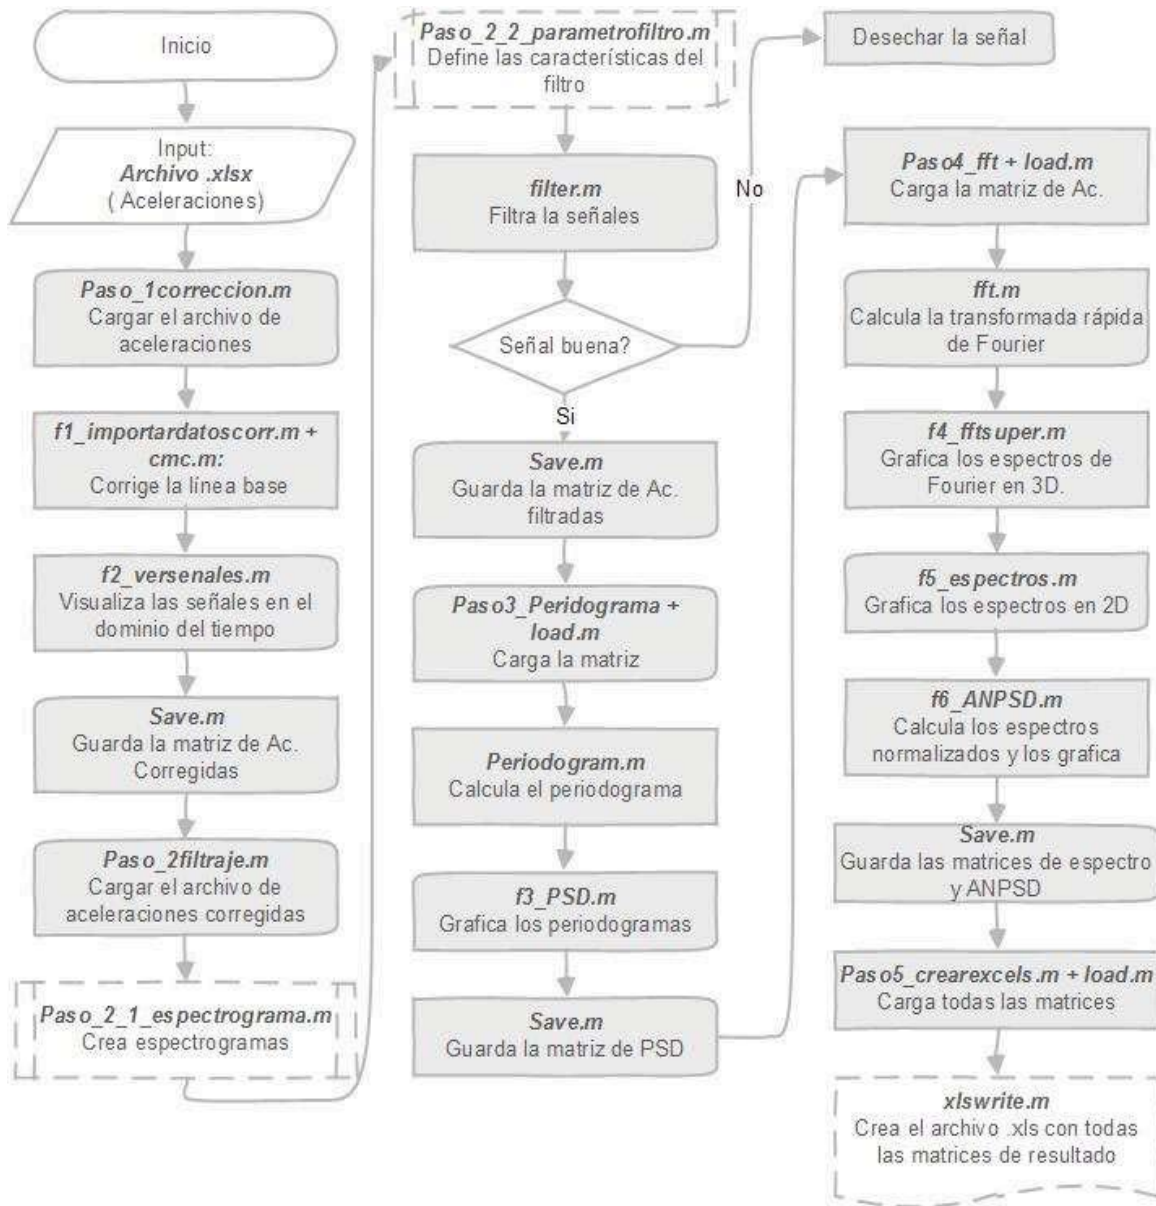 Inicio
Input:
Archivo .xlsx
( Aceleraciones)
Paso_1correccion.m
Cargar el archivo de
aceleraciones
f1_importardatoscorr.m +
cmc.m:
Corrige la línea base
f2_versenales.m
Visualiza las señales en el
dominio del tiempo
Save.m
Guarda la matriz de Ac.
Corregidas
Paso_2filtraje.m
Cargar el archivo de
aceleraciones corregidas
Paso_2_1_espectrograma.m
Crea espectrogramas
Paso_2_2_parametrofiltro.m
Define las características del
filtro
filter.m
Filtra la señales
Señal buena?
No
Si
Desechar la señal
Save.m
Guarda la matriz de Ac.
filtradas
Paso3_Peridograma +
load.m
Carga la matriz
Periodogram.m
Calcula el periodograma
f3_PSD.m
Grafica los periodogramas
Save.m
Guarda la matriz de PSD
Paso4_fft + load.m
Carga la matriz de Ac.
fft.m
Calcula la transformada rápida
de Fourier
f4_fftsuper.m
Grafica los espectros de
Fourier en 3D.
f5_espectros.m
Grafica los espectros en 2D
f6_ANPSD.m
Calcula los espectros
normalizados y los grafica
Save.m
Guarda las matrices de espectro
y ANPSD
Paso5_crearexcels.m + load.m
Carga todas las matrices
xlswrite.m
Crea el archivo .xls con todas
las matrices de resultado